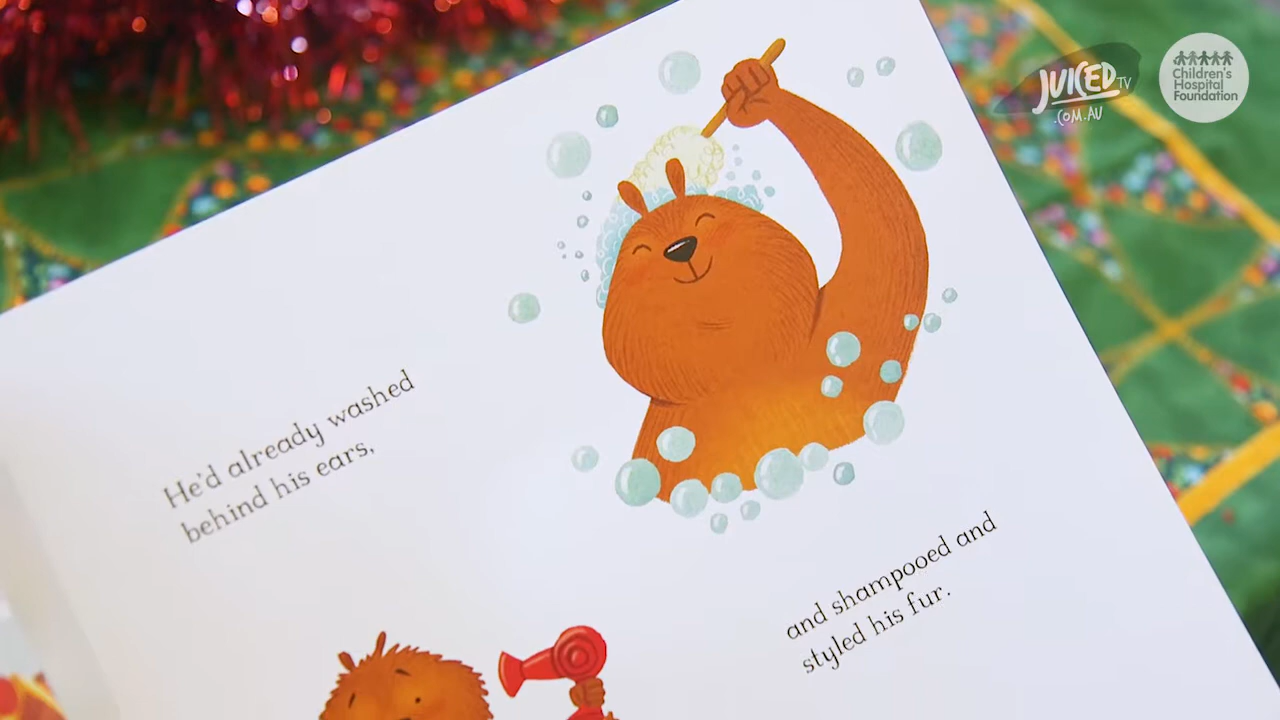 JUICED TV
.COM.AU
Children's
Hospital
Foundation
He'd already washed
behind his ears,
and shampooed and
styled his fur.